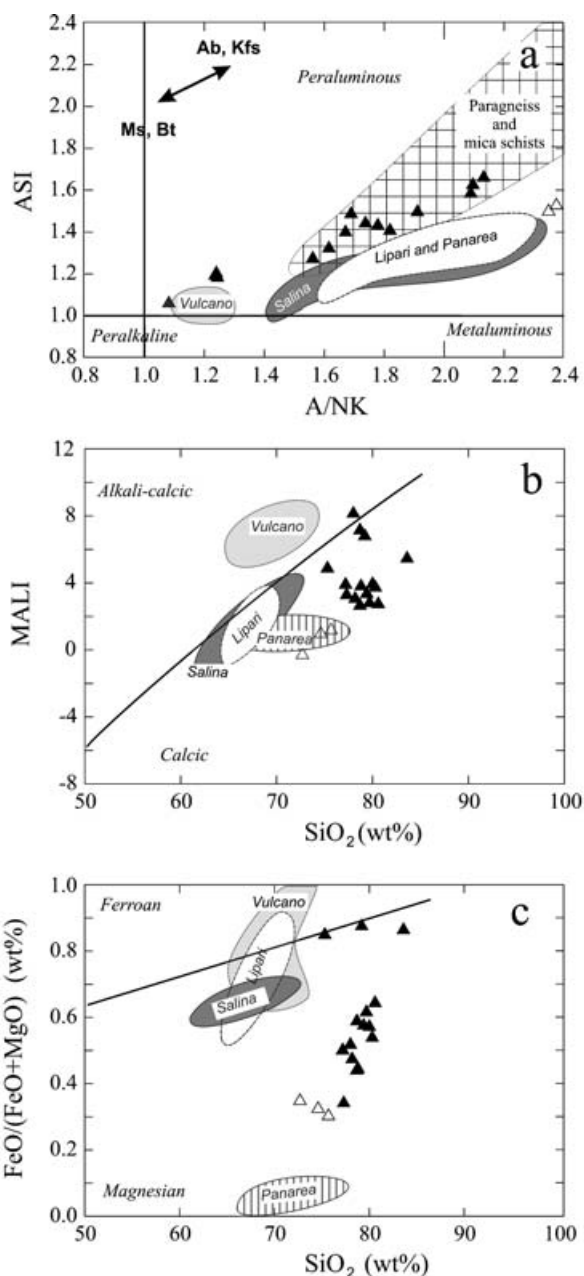 2.4
2.2
2.0
1.8
1.6
1.4
1.2
1.0
0.8
ASI
Ab, Kfs
Ms, Bt
a
Peraluminous
Paragneiss
and
mica schists
Lipari and Panarea
Salina
Vulcano
Peralkaline
Metaluminous
0.8 1.0 1.2 1.4 1.6 1.8 2.0 2.2 2.4
A/NK
12
8
4
0
-4
-8
MALI
Alkali-calcic
b
Vulcano
Lipari
Panarea
Salina
Calcic
50 60 70 80 90 100
SiO₂(wt%)
1.0
0.8
0.6
0.4
0.2
0.0
FeO/(FeO+MgO) (wt%)
Ferroan
Vulcano
c
Lipari
Salina
Magnesian
Panarea
50 60 70 80 90 100
SiO₂ (wt%)